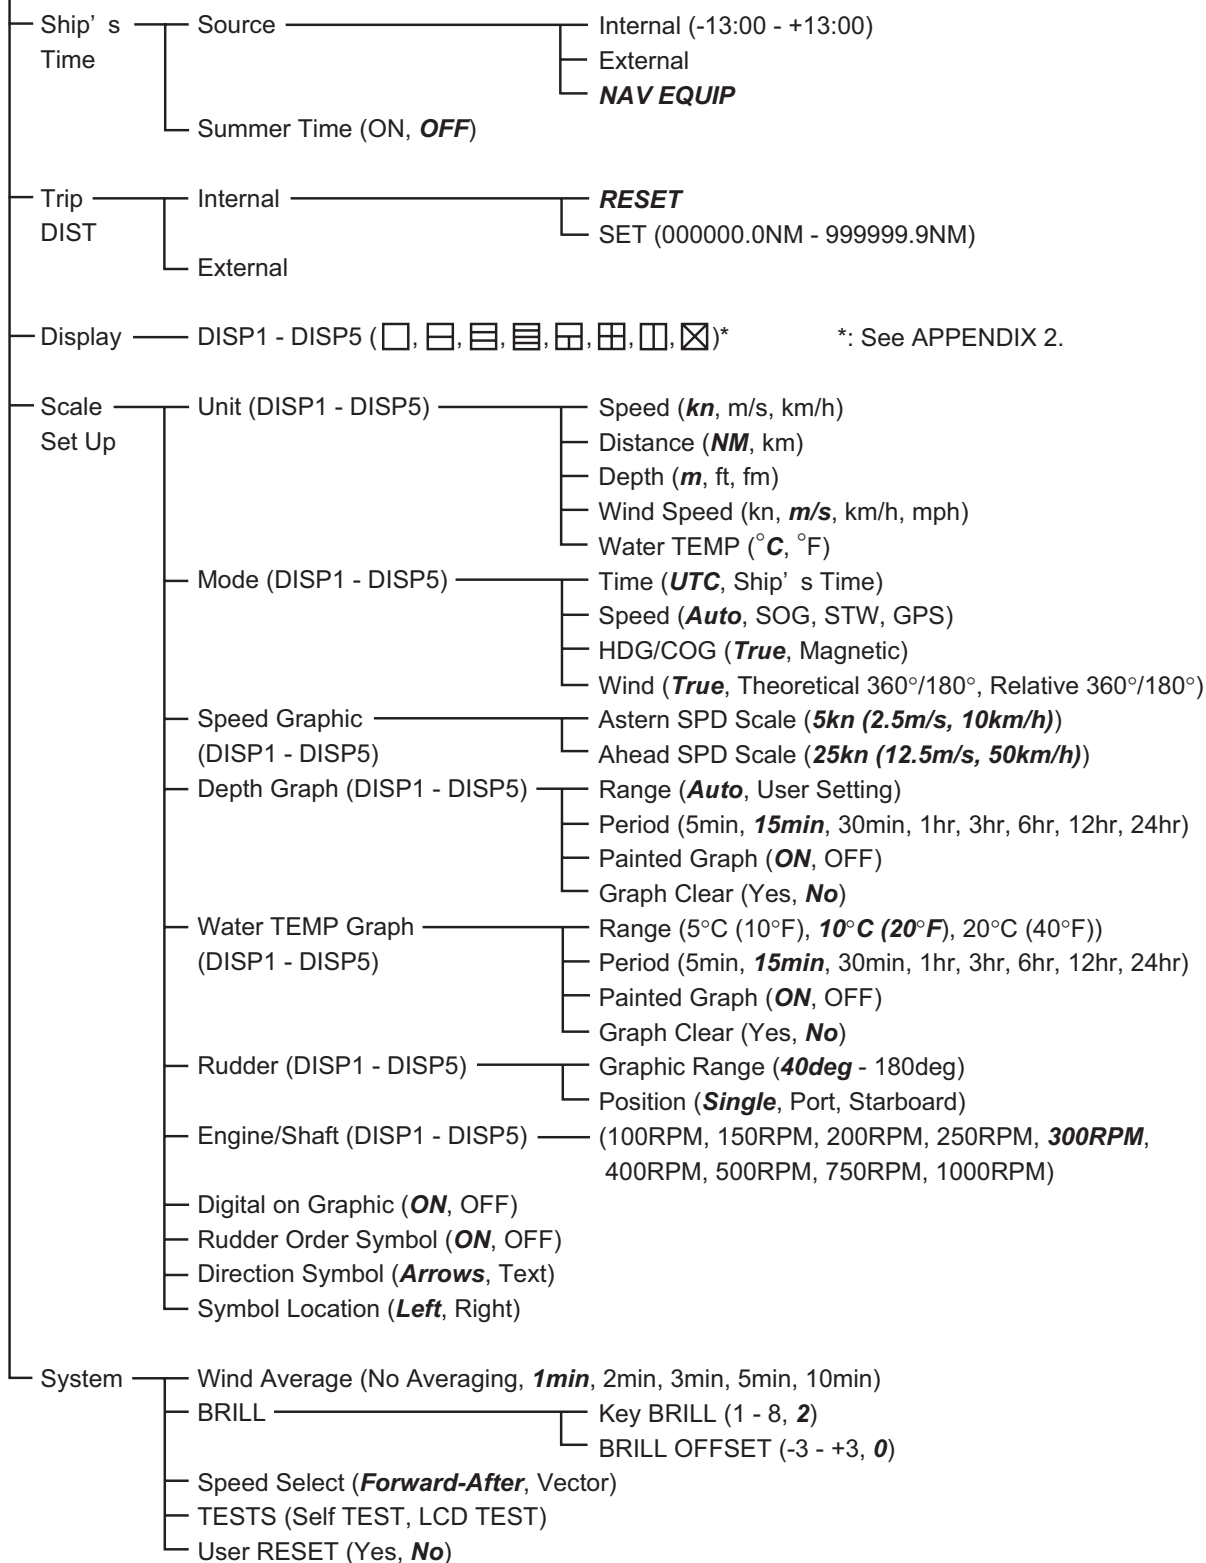 Ship's Source Internal (-13:00 - +13:00)
Time External
NAV EQUIP
Summer Time (ON, OFF)
Trip Internal RESET
DIST SET (000000.0NM - 999999.9NM)
External
Display DISP1 - DISP5 ( , , , , , , , )* *: See APPENDIX 2.
Scale Unit (DISP1 - DISP5) Speed (kn, m/s, km/h)
Set Up Distance (NM, km)
Depth (m, ft, fm)
Wind Speed (kn, m/s, km/h, mph)
Water TEMP (°C, °F)
Mode (DISP1 - DISP5) Time (UTC, Ship's Time)
Speed (Auto, SOG, STW, GPS)
HDG/COG (True, Magnetic)
Wind (True, Theoretical 360°/180°, Relative 360°/180°)
Speed Graphic Astern SPD Scale (5kn (2.5m/s, 10km/h))
(DISP1 - DISP5) Ahead SPD Scale (25kn (12.5m/s, 50km/h))
Depth Graph (DISP1 - DISP5) Range (Auto, User Setting)
Period (5min, 15min, 30min, 1hr, 3hr, 6hr, 12hr, 24hr)
Painted Graph (ON, OFF)
Graph Clear (Yes, No)
Water TEMP Graph Range (5°C (10°F), 10°C (20°F), 20°C (40°F))
(DISP1 - DISP5) Period (5min, 15min, 30min, 1hr, 3hr, 6hr, 12hr, 24hr)
Painted Graph (ON, OFF)
Graph Clear (Yes, No)
Rudder (DISP1 - DISP5) Graphic Range (40deg - 180deg)
Position (Single, Port, Starboard)
Engine/Shaft (DISP1 - DISP5) (100RPM, 150RPM, 200RPM, 250RPM, 300RPM,
400RPM, 500RPM, 750RPM, 1000RPM)
Digital on Graphic (ON, OFF)
Rudder Order Symbol (ON, OFF)
Direction Symbol (Arrows, Text)
Symbol Location (Left, Right)
System Wind Average (No Averaging, 1min, 2min, 3min, 5min, 10min)
BRILL Key BRILL (1 - 8, 2)
BRILL OFFSET (-3 - +3, 0)
Speed Select (Forward-After, Vector)
TESTS (Self TEST, LCD TEST)
User RESET (Yes, No)